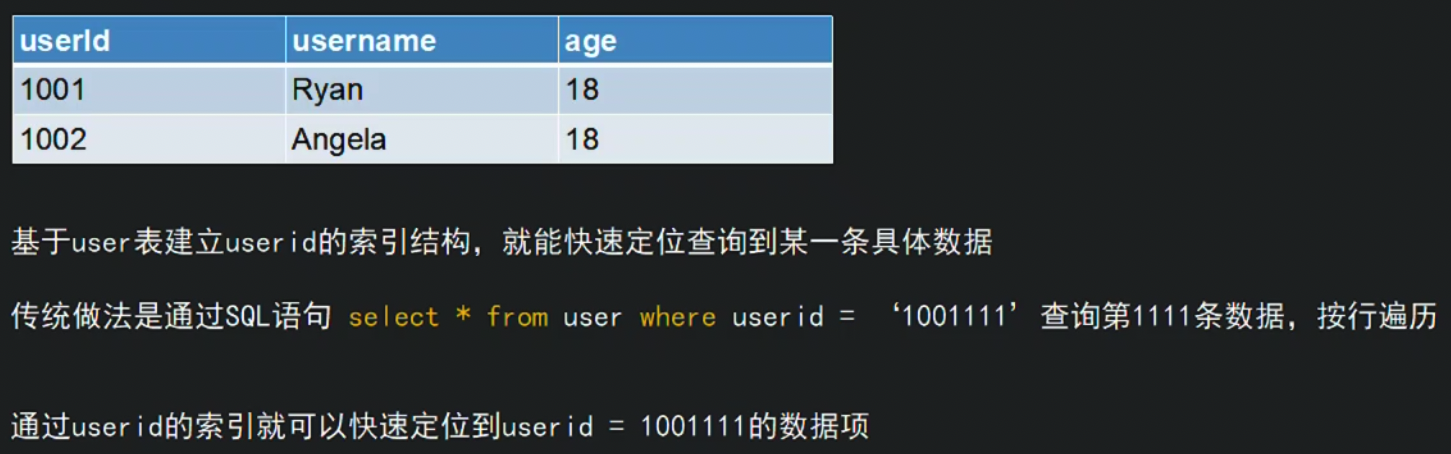 userId username age
1001 Ryan 18
1002 Angela 18
基于user表建立userid的索引结构，就能快速定位查询到某一条具体数据
传统做法是通过SQL语句 select * from user where userid = ‘1001111’查询第1111条数据，按行遍历
通过userid的索引就可以快速定位到userid = 1001111的数据项